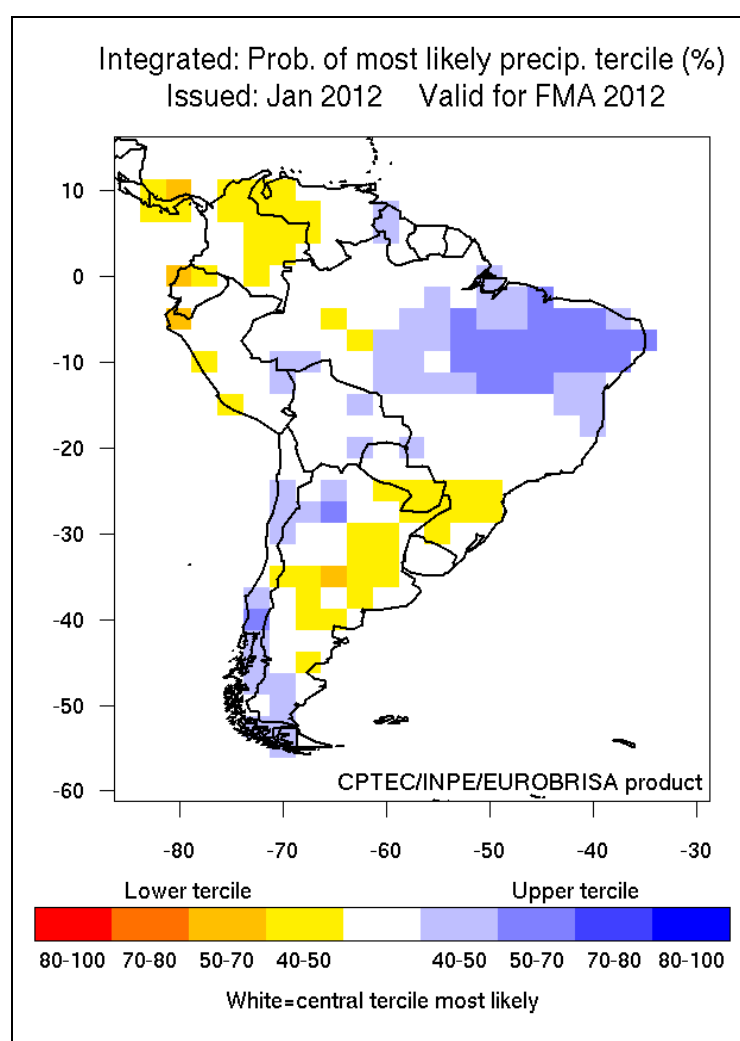 Integrated: Prob. of most likely precip. tercile (%)
Issued: Jan 2012 Valid for FMA 2012
10
0
-10
-20
-30
-40
-50
-60
CPTEC/INPE/EUROBRISA product
-80 -70 -60 -50 -40 -30
Lower tercile Upper tercile
80-100 70-80 50-70 40-50 40-50 50-70 70-80 80-100
White=central tercile most likely